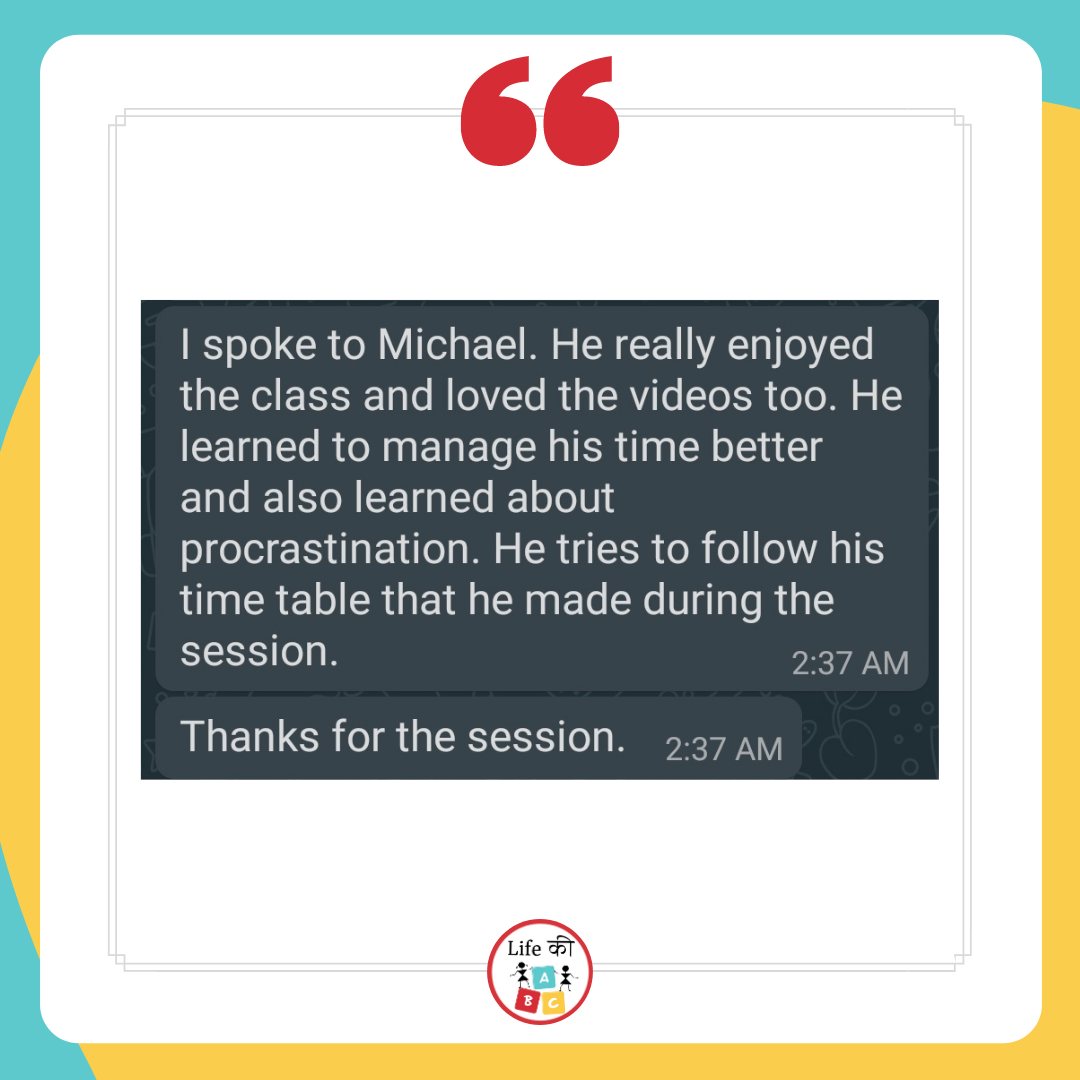 I spoke to Michael. He really enjoyed
the class and loved the videos too. He
learned to manage his time better
and also learned about
procrastination. He tries to follow his
time table that he made during the
session.
2:37 AM
Thanks for the session.
2:37 AM
Life की
A
B C